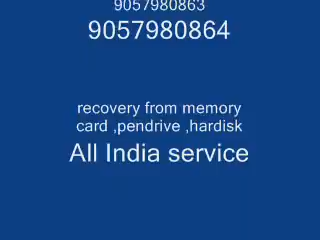 9057980863
9057980864
recovery from memory
card ,pendrive ,hardisk
All India service